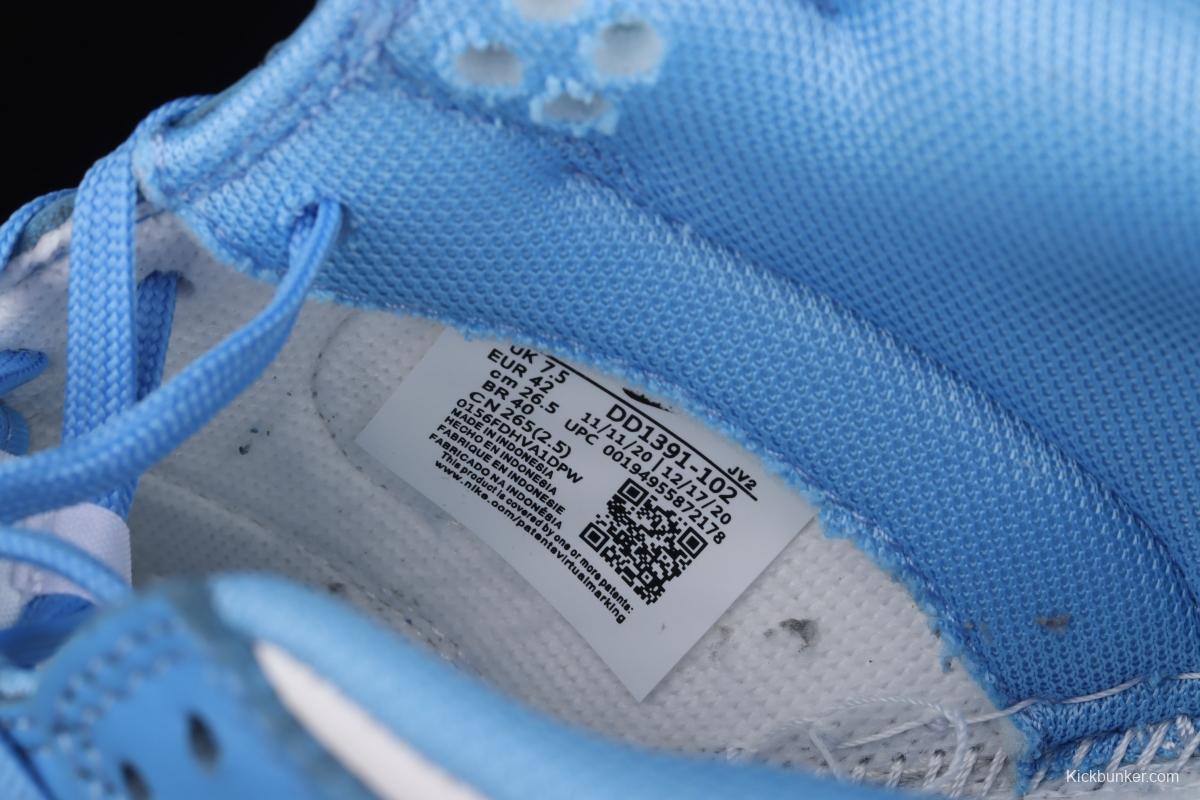 UK 7.5
EUR 42
cm 26.5
BR 40
CN 265(2.5)
0156FDHVA1DPW
MADE IN INDONESIA
HECHO EN INDONESIA
FABRIQUE EN INDONESIE
FABRICADO NA INDONÉSIA
This product is covered by one or more patents:
www.nike.com/patentevirtualmarking
JV2
DD1391-102
11/11/20 | 12/17/20
UPC 00194955872178
Kickbunker.com